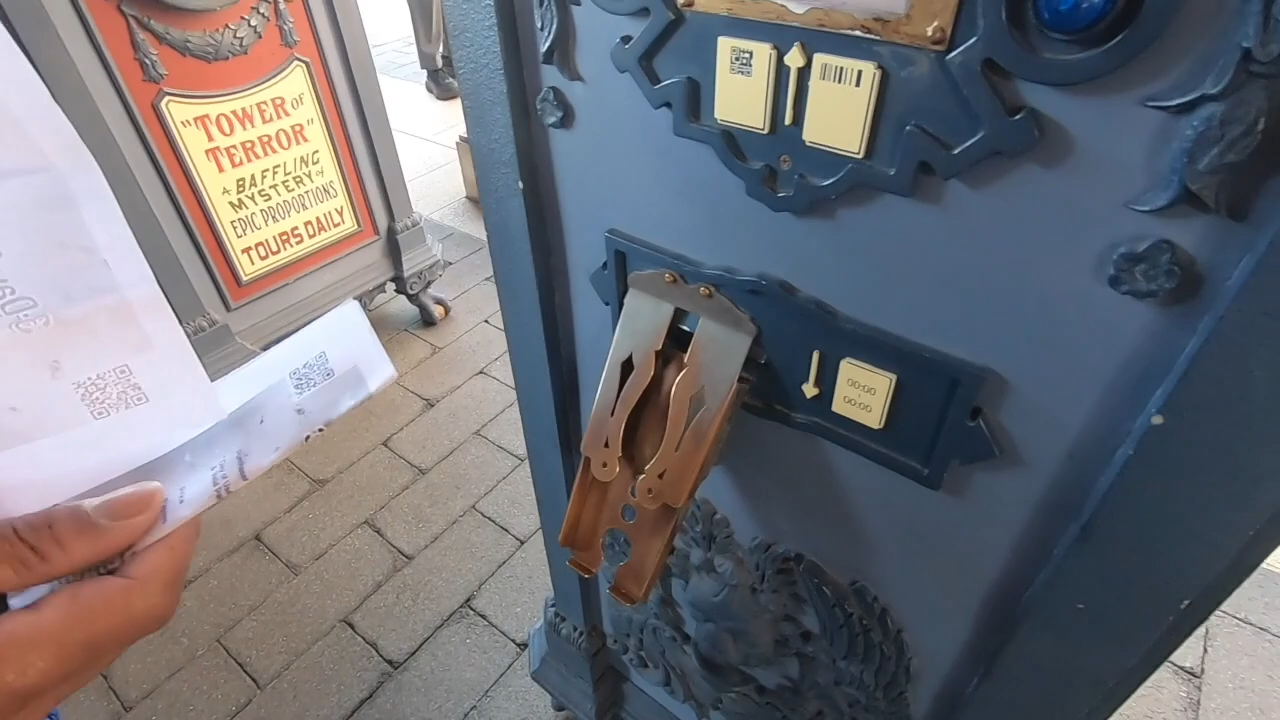 "TOWER OF
TERROR"
A BAFFLING
MYSTERY of
EPIC PROPORTIONS
TOURS DAILY
00:00
00:00